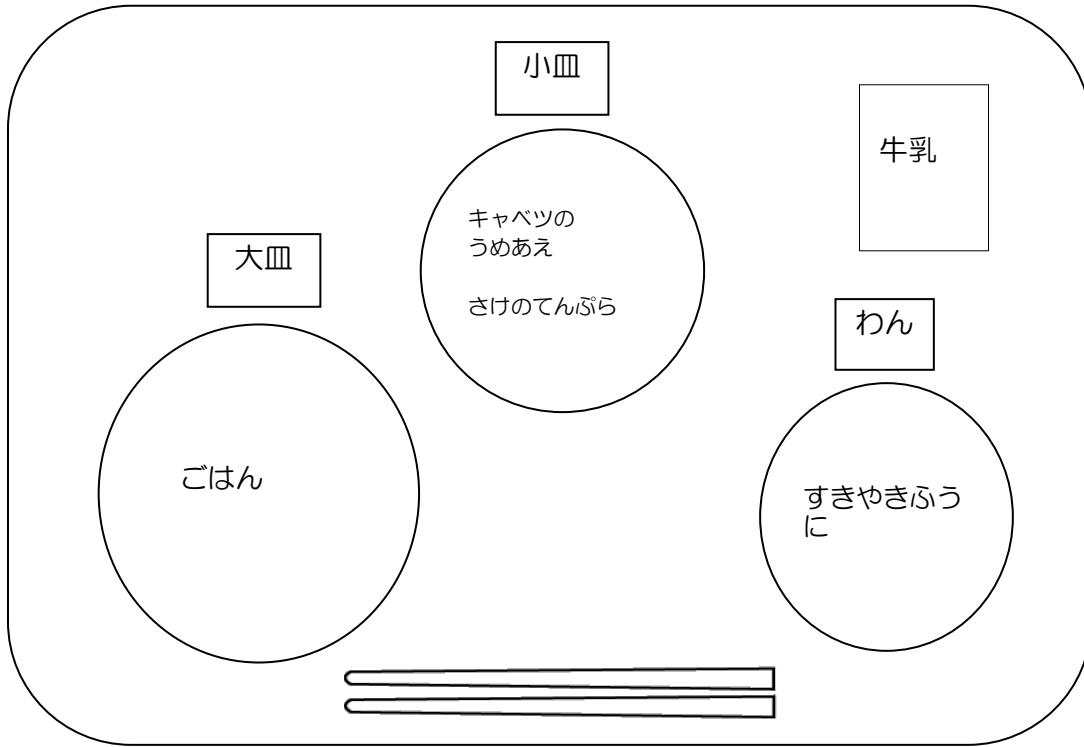 小皿
牛乳
キャベツの
うめあえ
さけのてんぷら
大皿
わん
ごはん
すきやきふう
に